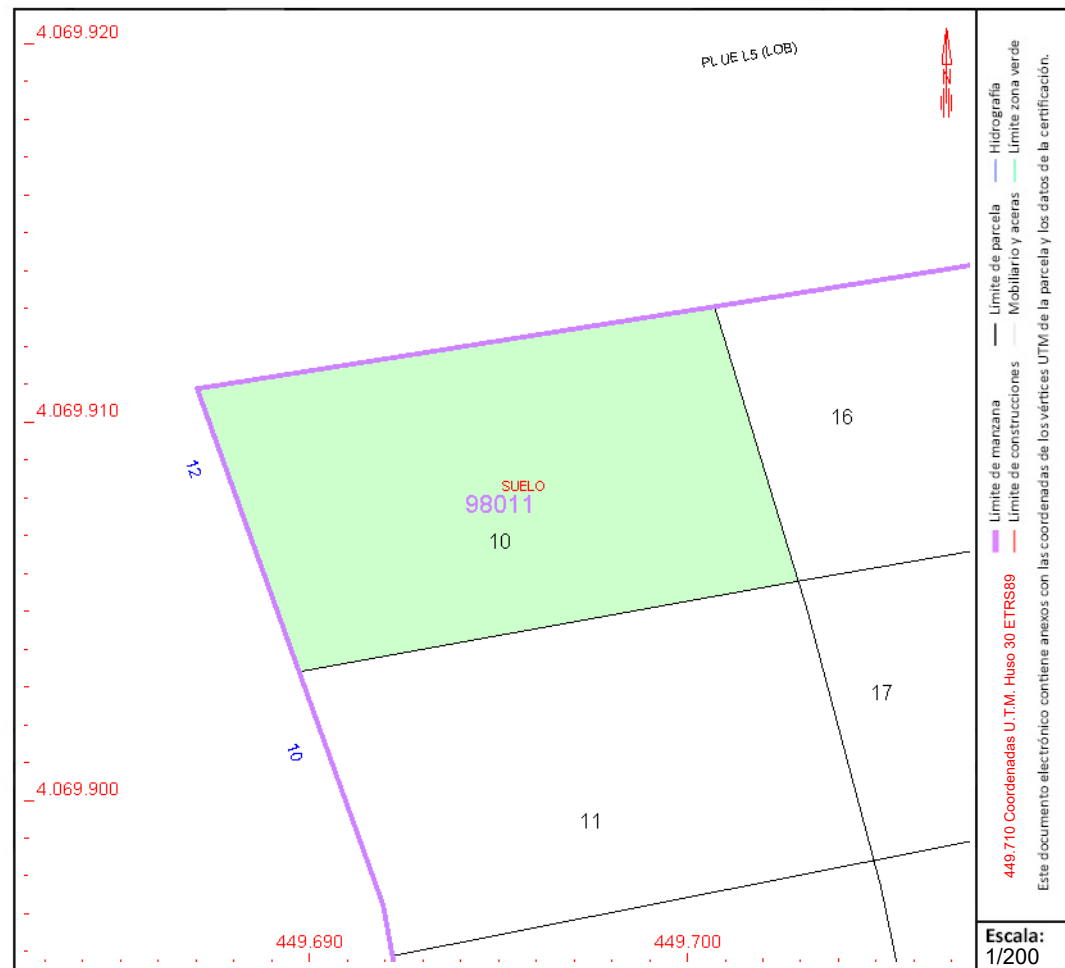 4.069.920
PL UE L5 (LOB)
N
4.069.910
16
12
SUELO
98011
10
17
10
4.069.900
11
449.690
449.700
449.710 Coordenadas U.T.M. Huso 30 ETRS89
Límite de manzana
Límite de parcela
Hidrografía
Límite de construcciones
Mobiliario y aceras
Límite zona verde
Este documento electrónico contiene anexos con las coordenadas de los vértices UTM de la parcela y los datos de la certificación.
Escala:
1/200